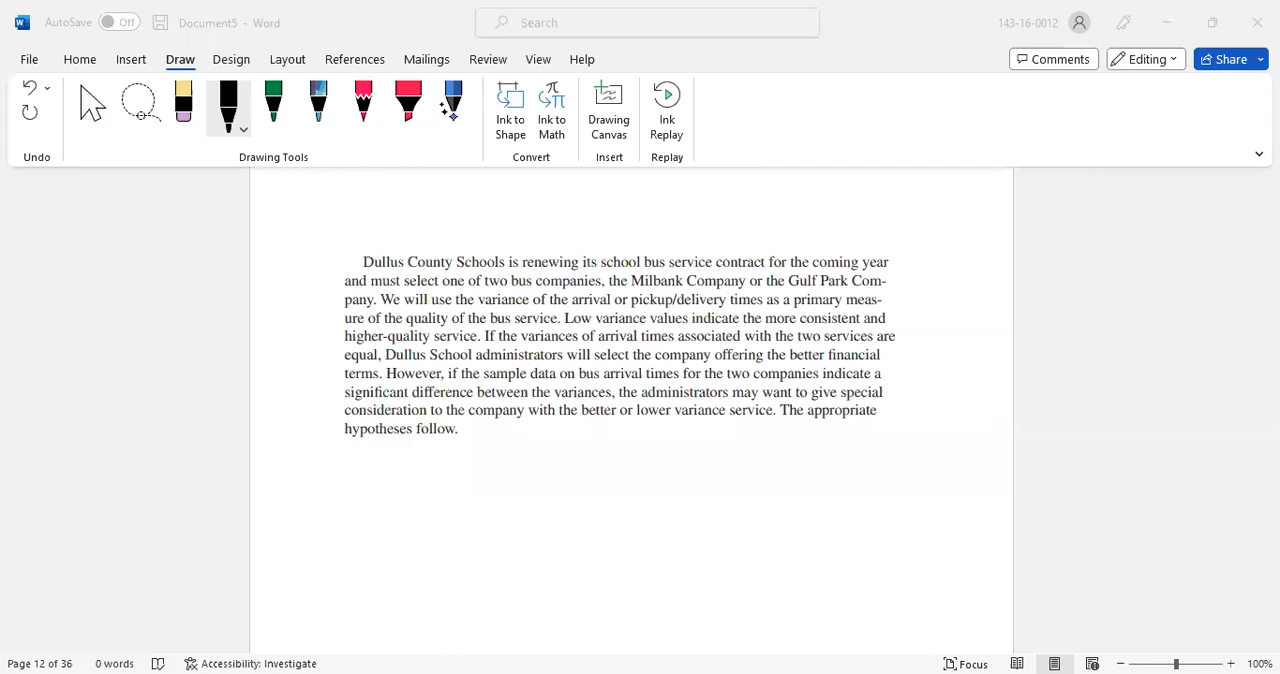 AutoSave Off Document5 - Word Search 143-16-0012
File Home Insert Draw Design Layout References Mailings Review View Help Comments Editing Share
Ink to Shape Ink to Math Drawing Canvas Ink Replay
Undo Drawing Tools Convert Insert Replay
Dullus County Schools is renewing its school bus service contract for the coming year
and must select one of two bus companies, the Milbank Company or the Gulf Park Com-
pany. We will use the variance of the arrival or pickup/delivery times as a primary meas-
ure of the quality of the bus service. Low variance values indicate the more consistent and
higher-quality service. If the variances of arrival times associated with the two services are
equal, Dullus School administrators will select the company offering the better financial
terms. However, if the sample data on bus arrival times for the two companies indicate a
significant difference between the variances, the administrators may want to give special
consideration to the company with the better or lower variance service. The appropriate
hypotheses follow.
Page 12 of 36 0 words Accessibility: Investigate Focus 100%